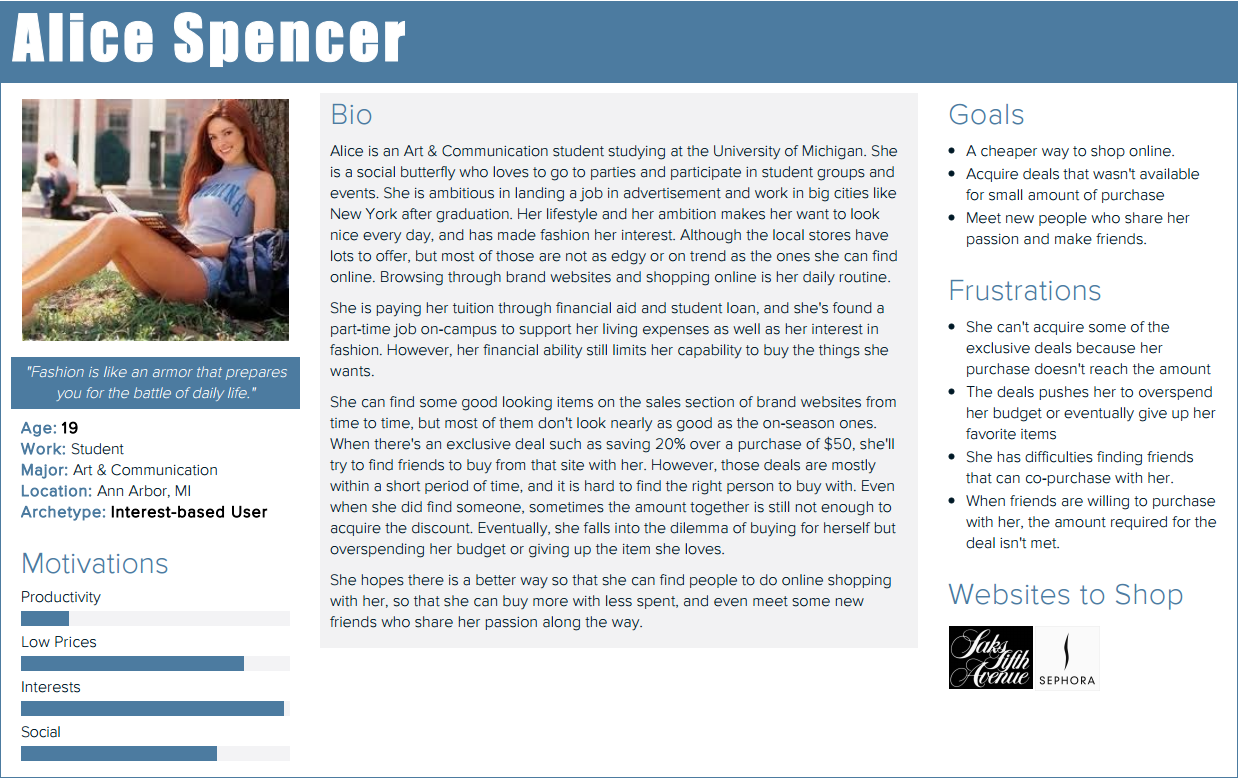 Alice Spencer
"Fashion is like an armor that prepares
you for the battle of daily life."
Age: 19
Work: Student
Major: Art & Communication
Location: Ann Arbor, MI
Archetype: Interest-based User
Motivations
Productivity
Low Prices
Interests
Social
Bio
Alice is an Art & Communication student studying at the University of Michigan. She
is a social butterfly who loves to go to parties and participate in student groups and
events. She is ambitious in landing a job in advertisement and work in big cities like
New York after graduation. Her lifestyle and her ambition makes her want to look
nice every day, and has made fashion her interest. Although the local stores have
lots to offer, but most of those are not as edgy or on trend as the ones she can find
online. Browsing through brand websites and shopping online is her daily routine.
She is paying her tuition through financial aid and student loan, and she's found a
part-time job on-campus to support her living expenses as well as her interest in
fashion. However, her financial ability still limits her capability to buy the things she
wants.
She can find some good looking items on the sales section of brand websites from
time to time, but most of them don't look nearly as good as the on-season ones.
When there's an exclusive deal such as saving 20% over a purchase of $50, she'll
try to find friends to buy from that site with her. However, those deals are mostly
within a short period of time, and it is hard to find the right person to buy with. Even
when she did find someone, sometimes the amount together is still not enough to
acquire the discount. Eventually, she falls into the dilemma of buying for herself but
overspending her budget or giving up the item she loves.
She hopes there is a better way so that she can find people to do online shopping
with her, so that she can buy more with less spent, and even meet some new
friends who share her passion along the way.
Goals
A cheaper way to shop online.
Acquire deals that wasn't available
for small amount of purchase
Meet new people who share her
passion and make friends.
Frustrations
She can't acquire some of the
exclusive deals because her
purchase doesn't reach the amount
The deals pushes her to overspend
her budget or eventually give up her
favorite items
She has difficulties finding friends
that can co-purchase with her.
When friends are willing to purchase
with her, the amount required for the
deal isn't met.
Websites to Shop
Saks
Fifth
Avenue
SEPHORA